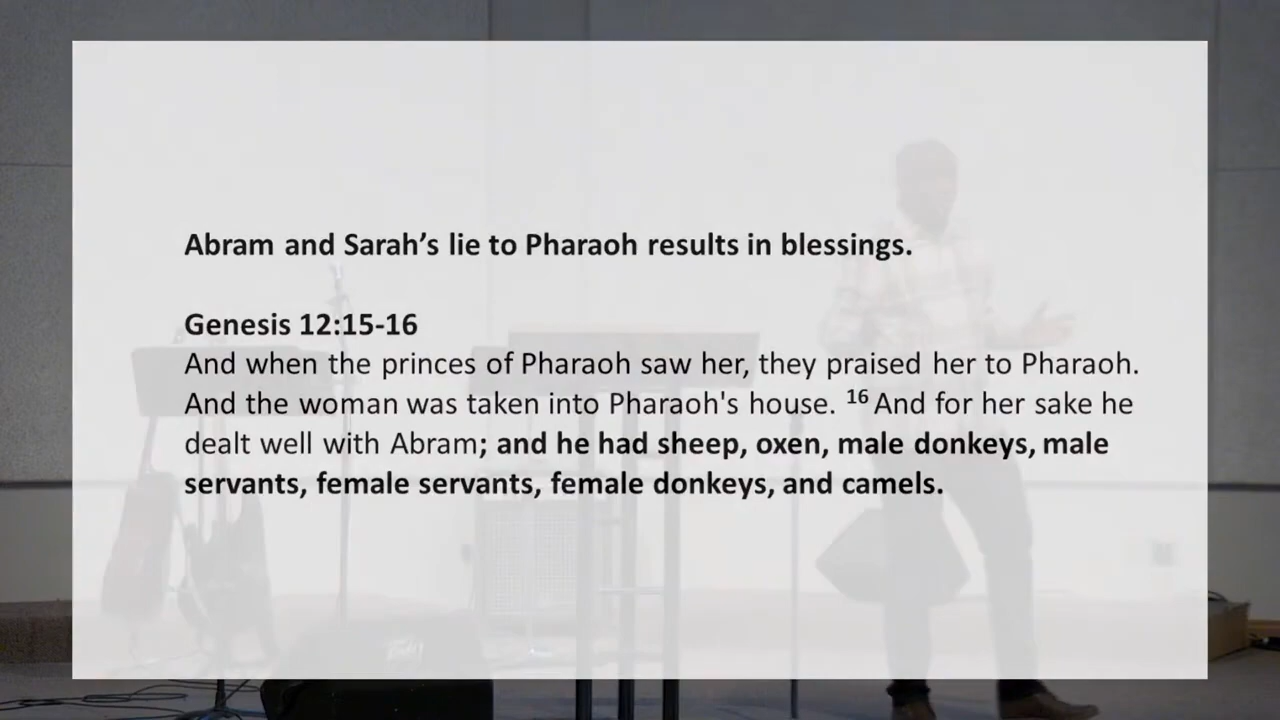 Abram and Sarah’s lie to Pharaoh results in blessings.
Genesis 12:15-16
And when the princes of Pharaoh saw her, they praised her to Pharaoh.
And the woman was taken into Pharaoh's house. 16 And for her sake he
dealt well with Abram; and he had sheep, oxen, male donkeys, male
servants, female servants, female donkeys, and camels.